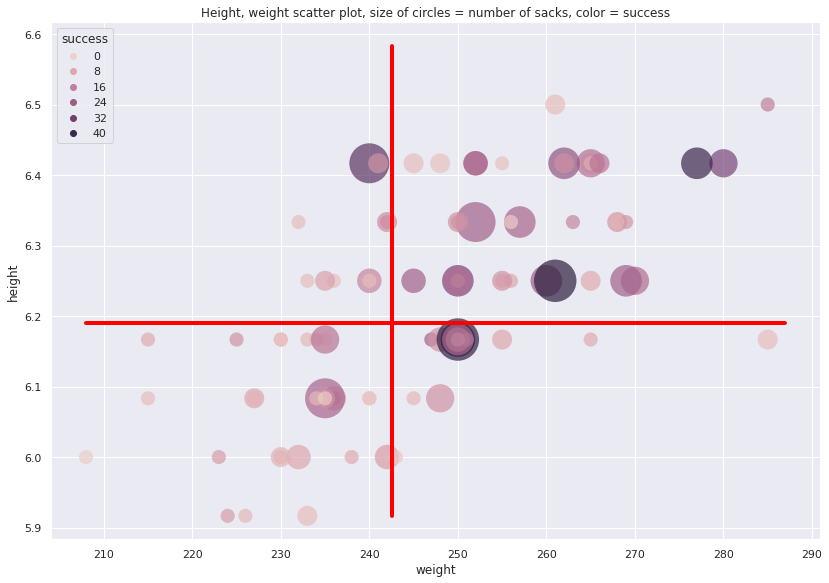 Height, weight scatter plot, size of circles = number of sacks, color = success
success
0
8
16
24
32
40
6.6
6.5
6.4
6.3
6.2
6.1
6.0
5.9
height
210 220 230 240 250 260 270 280 290
weight